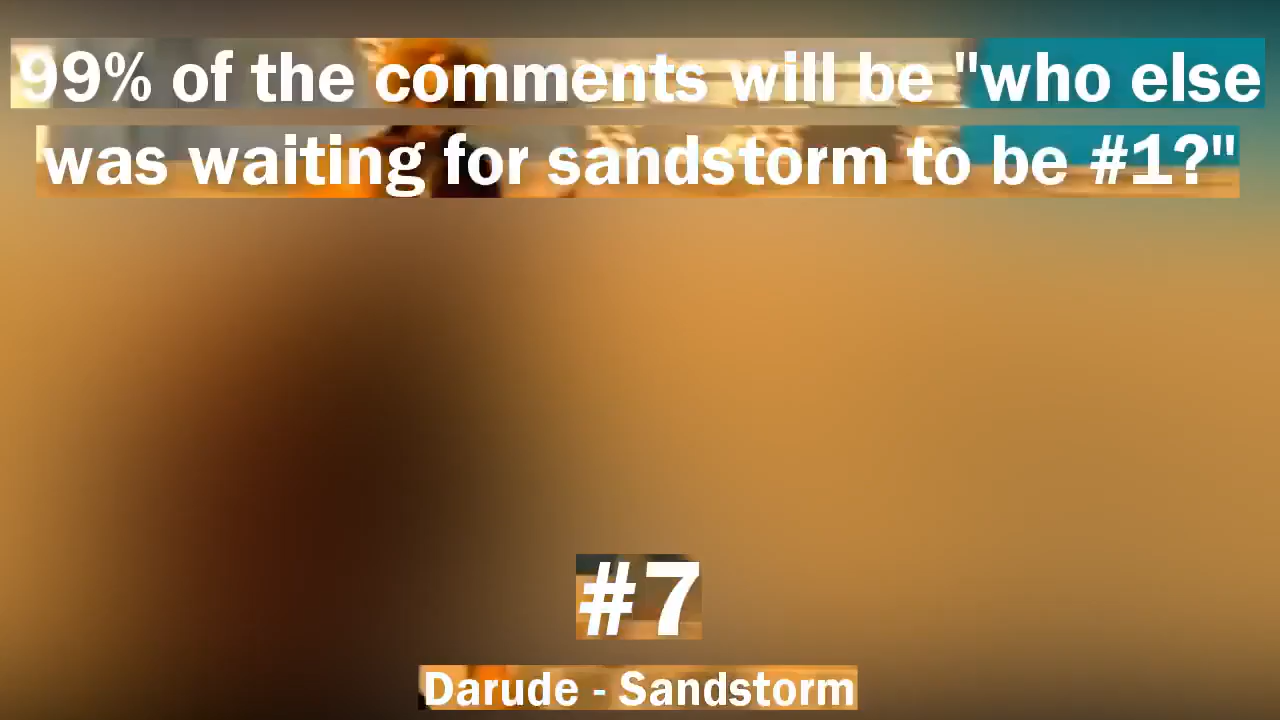 99% of the comments will be "who else
was waiting for sandstorm to be #1?"
#7
Darude - Sandstorm